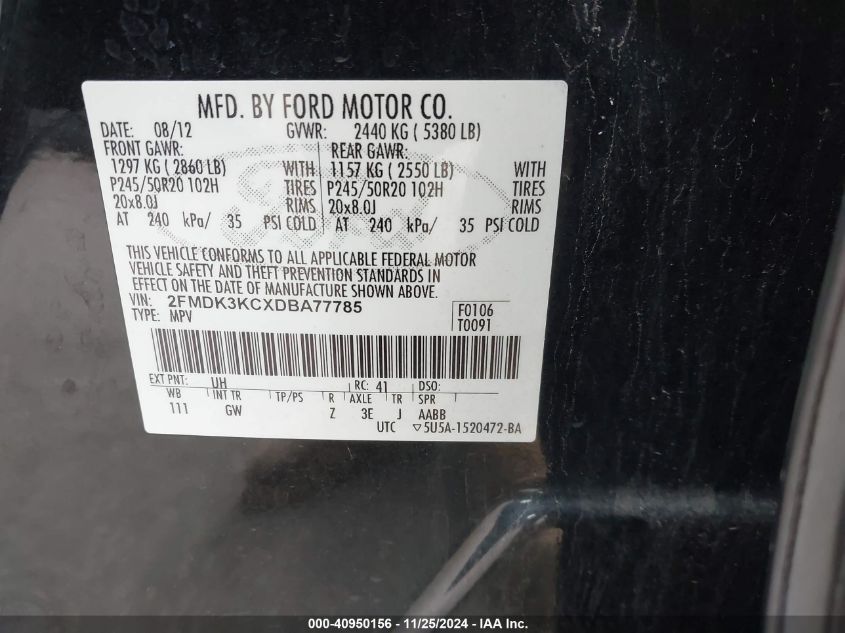 MFD. BY FORD MOTOR CO.
DATE: 08/12 GVWR: 2440 KG ( 5380 LB)
FRONT GAWR: REAR GAWR:
1297 KG ( 2860 LB) WITH 1157 KG ( 2550 LB) WITH
P245/50R20 102H TIRES P245/50R20 102H TIRES
20x8.0J RIMS 20x8.0J RIMS
AT 240 kPa/ 35 PSI COLD AT 240 kPa/ 35 PSI COLD
THIS VEHICLE CONFORMS TO ALL APPLICABLE FEDERAL MOTOR
VEHICLE SAFETY AND THEFT PREVENTION STANDARDS IN
EFFECT ON THE DATE OF MANUFACTURE SHOWN ABOVE.
VIN: 2FMDK3KCXDBA77785 F0106
TYPE: MPV T0091
EXT PNT: UH RC: 41 DSO:
WB INT TR TP/PS R AXLE TR SPR
111 GW Z 3E J AABB
UTC ▽5U5A-1520472-BA
000-40950156 - 11/25/2024 - IAA Inc.